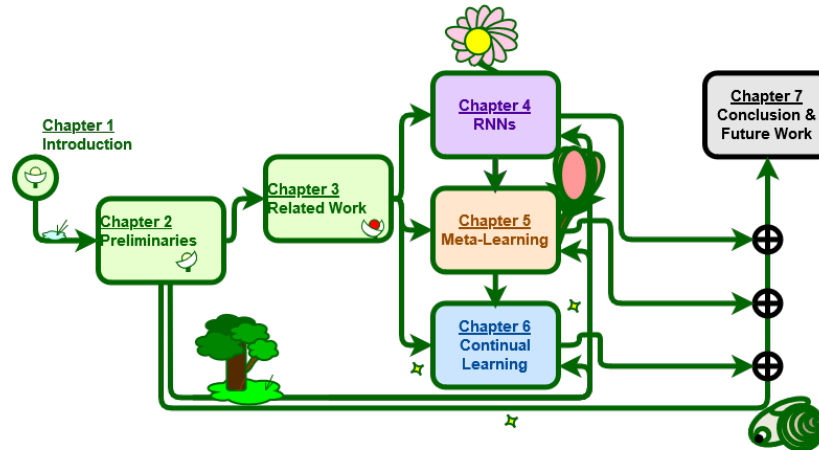 Chapter 1
Introduction
Chapter 2
Preliminaries
Chapter 3
Related Work
Chapter 4
RNNs
Chapter 5
Meta-Learning
Chapter 6
Continual
Learning
Chapter 7
Conclusion &
Future Work